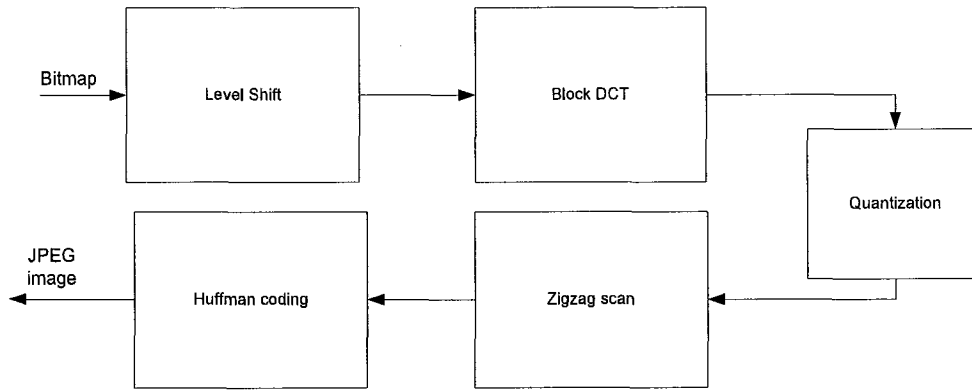 Bitmap
Level Shift
Block DCT
Quantization
Zigzag scan
Huffman coding
JPEG
image